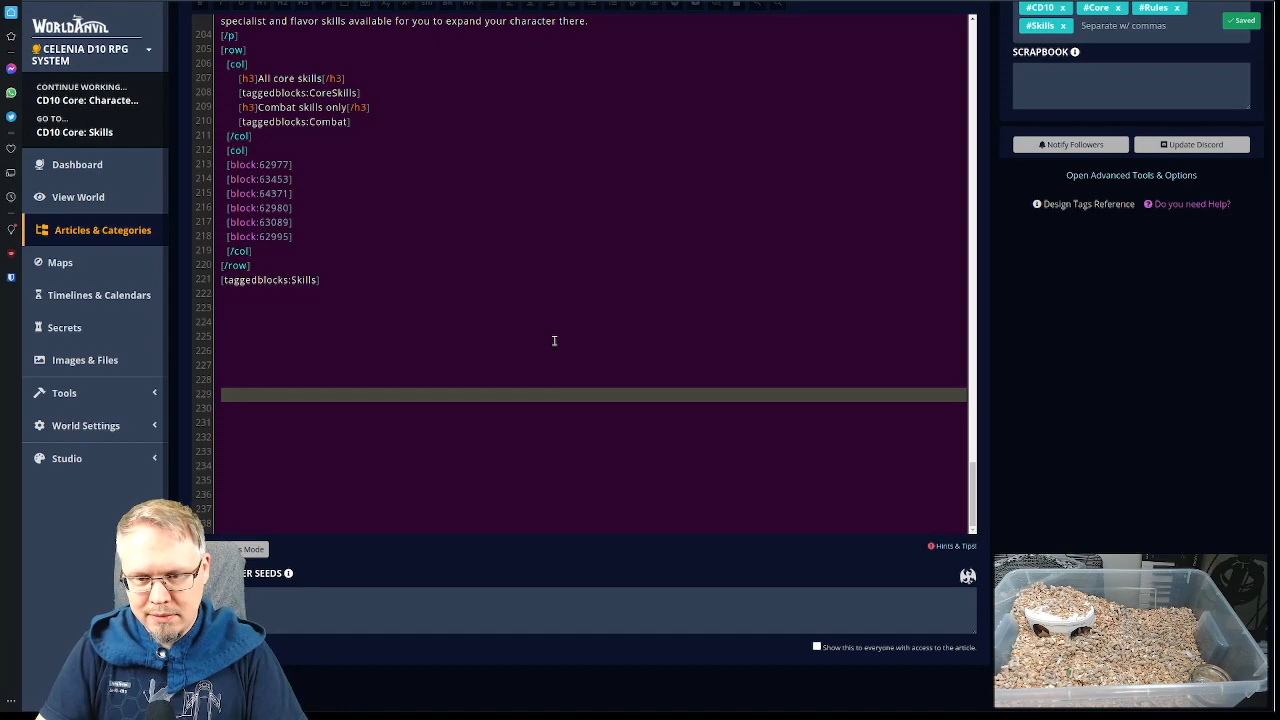 WORLD ANVIL
CELENIA D10 RPG
SYSTEM
CONTINUE WORKING...
CD10 Core: Characte...
GO TO...
CD10 Core: Skills
Dashboard
View World
Articles & Categories
Maps
Timelines & Calendars
Secrets
Images & Files
Tools
World Settings
Studio
specialist and flavor skills available for you to expand your character there.
204 [/p]
205 [row]
206 [col]
207 [h3]All core skills[/h3]
208 [taggedblocks:CoreSkills]
209 [h3]Combat skills only[/h3]
210 [taggedblocks:Combat]
211 [/col]
212 [col]
213 [block:62977]
214 [block:63453]
215 [block:64371]
216 [block:62980]
217 [block:63089]
218 [block:62995]
219 [/col]
220 [/row]
221 [taggedblocks:Skills]
222
223
224
225
226
227
228
229
230
231
232
233
234
235
236
237
238
s Mode
Hints & Tips!
ER SEEDS
Show this to everyone with access to the article.
#CD10 x #Core x #Rules x
#Skills x Separate w/ commas
Saved
SCRAPBOOK
Notify Followers
Update Discord
Open Advanced Tools & Options
Design Tags Reference
Do you need Help?